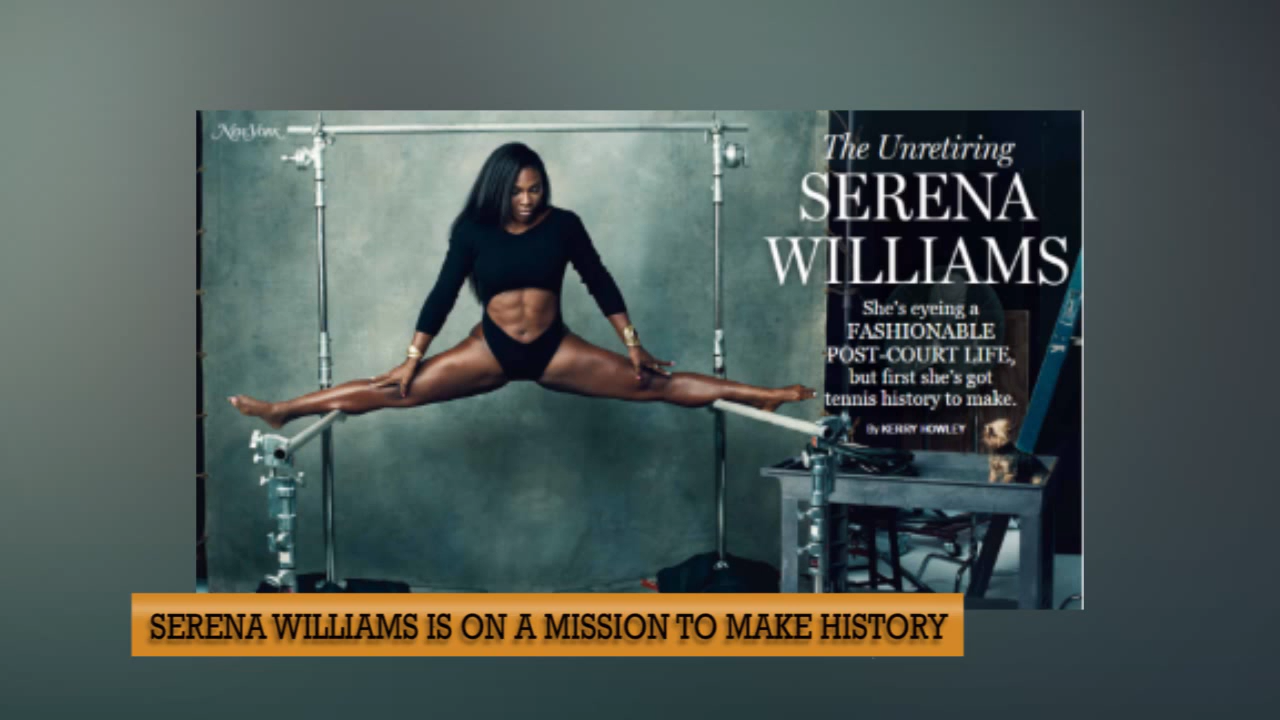 New York
The Unretiring
SERENA
WILLIAMS
She's eyeing a
FASHIONABLE
POST-COURT LIFE,
but first she's got
tennis history to make.
By KERRY HOWLEY
SERENA WILLIAMS IS ON A MISSION TO MAKE HISTORY